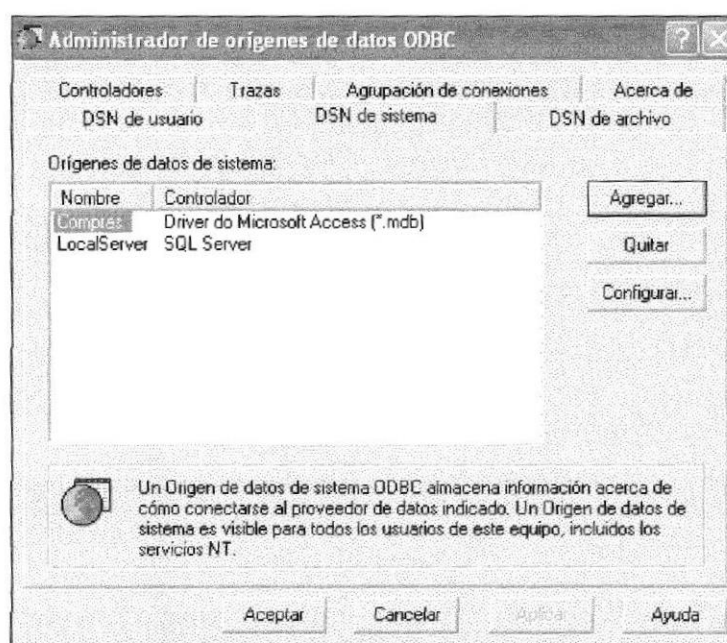 Administrador de orígenes de datos ODBC
Controladores Trazas Agrupación de conexiones Acerca de
DSN de usuario DSN de sistema DSN de archivo
Orígenes de datos de sistema:
Nombre Controlador
Compras Driver do Microsoft Access (*.mdb)
LocalServer SQL Server
Agregar...
Quitar
Configurar...
Un Origen de datos de sistema ODBC almacena información acerca de
cómo conectarse al proveedor de datos indicado. Un Origen de datos de
sistema es visible para todos los usuarios de este equipo, incluidos los
servicios NT.
Aceptar Cancelar Aplicar Ayuda